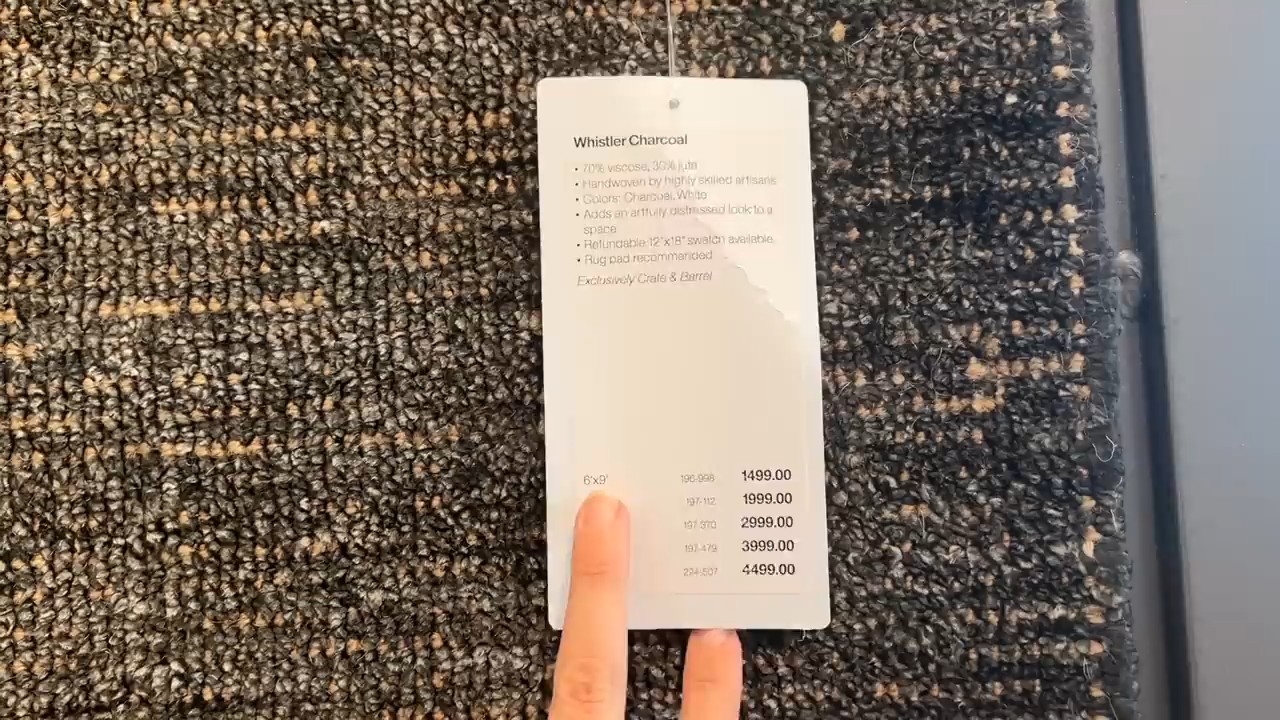 Whistler Charcoal
• 70% viscose, 30% jute
• Handwoven by highly skilled artisans
• Colors: Charcoal, White
• Adds an artfully distressed look to a
space
• Refundable 12"x18" swatch available.
• Rug pad recommended
Exclusively Crate & Barrel
6'x9' 196-998 1499.00
197-112 1999.00
197-370 2999.00
197-479 3999.00
224-507 4499.00